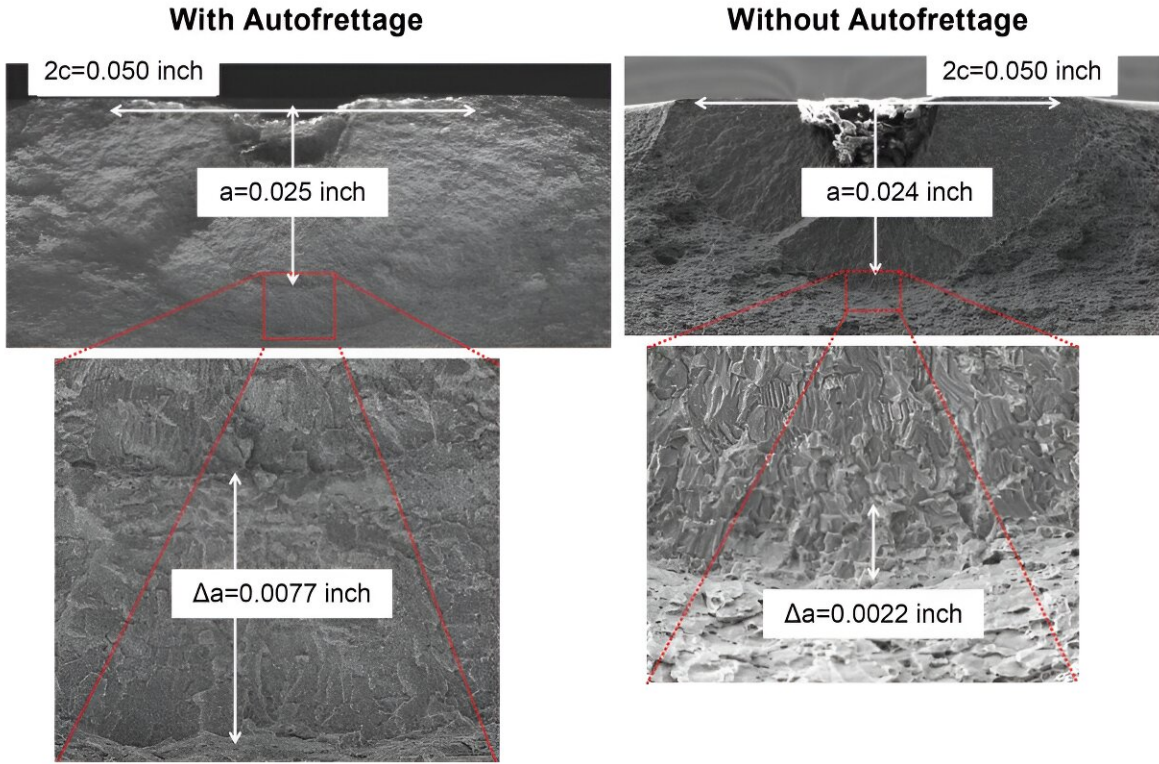 With Autofrettage
2c=0.050 inch
a=0.025 inch
Δa=0.0077 inch
Without Autofrettage
2c=0.050 inch
a=0.024 inch
Δa=0.0022 inch